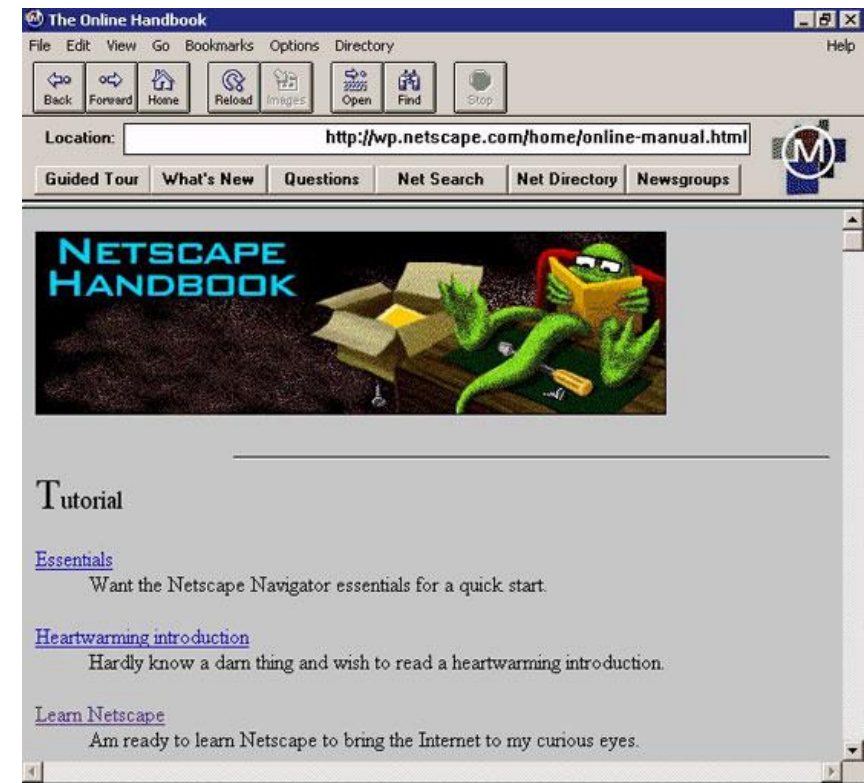 The Online Handbook
File Edit View Go Bookmarks Options Directory Help
Back Forward Home Reload Images Open Find Stop
Location: http://wp.netscape.com/home/online-manual.html
M
Guided Tour What's New Questions Net Search Net Directory Newsgroups
NETSCAPE
HANDBOOK
Tutorial
Essentials
Want the Netscape Navigator essentials for a quick start.
Heartwarming introduction
Hardly know a darn thing and wish to read a heartwarming introduction.
Learn Netscape
Am ready to learn Netscape to bring the Internet to my curious eyes.